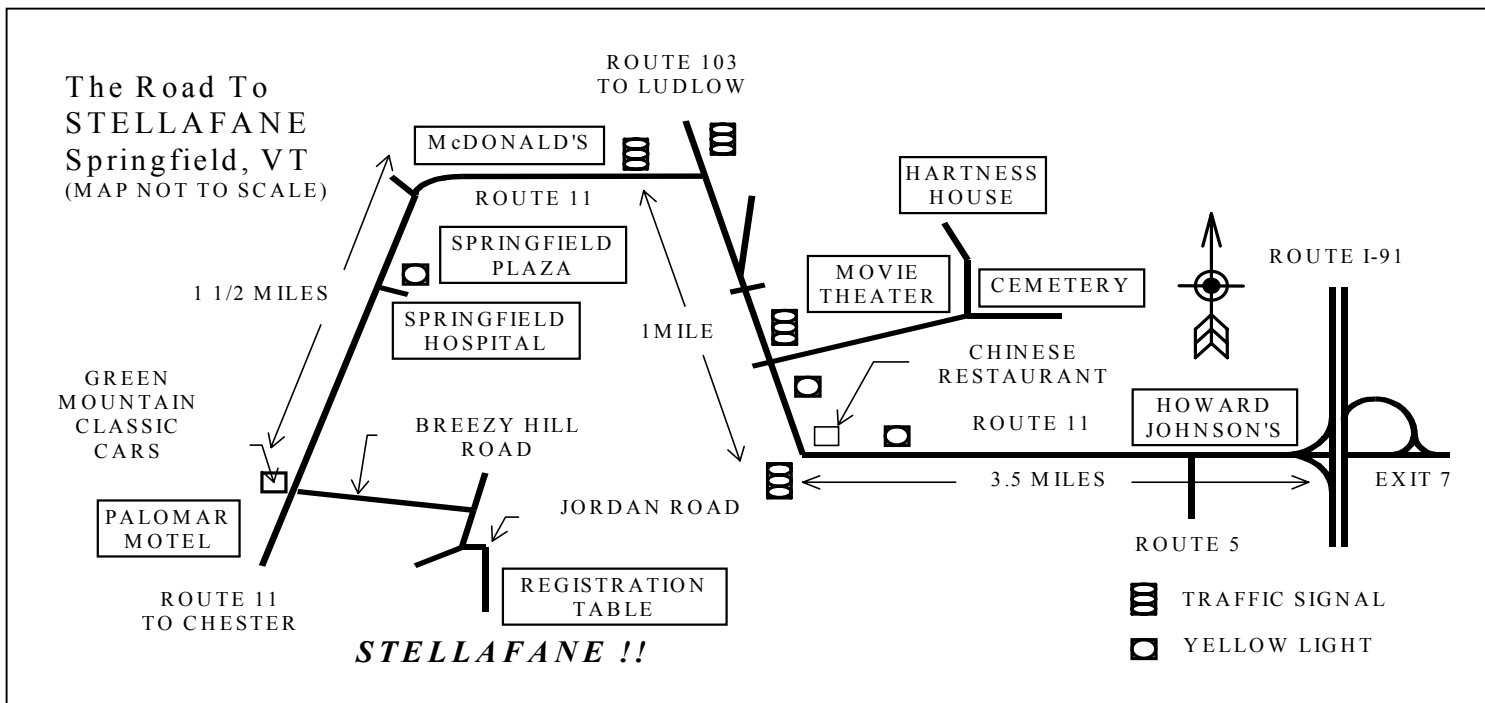 The Road To
STELLAFANE
Springfield, VT
(MAP NOT TO SCALE)
ROUTE 103
TO LUDLOW
McDONALD'S
ROUTE 11
HARTNESS
HOUSE
SPRINGFIELD
PLAZA
MOVIE
THEATER
CEMETERY
ROUTE I-91
1 1/2 MILES
SPRINGFIELD
HOSPITAL
1MILE
CHINESE
RESTAURANT
GREEN
MOUNTAIN
CLASSIC
CARS
BREEZY HILL
ROAD
ROUTE 11
HOWARD
JOHNSON'S
3.5 MILES
EXIT 7
PALOMAR
MOTEL
JORDAN ROAD
ROUTE 5
REGISTRATION
TABLE
ROUTE 11
TO CHESTER
TRAFFIC SIGNAL
YELLOW LIGHT
STELLAFANE !!